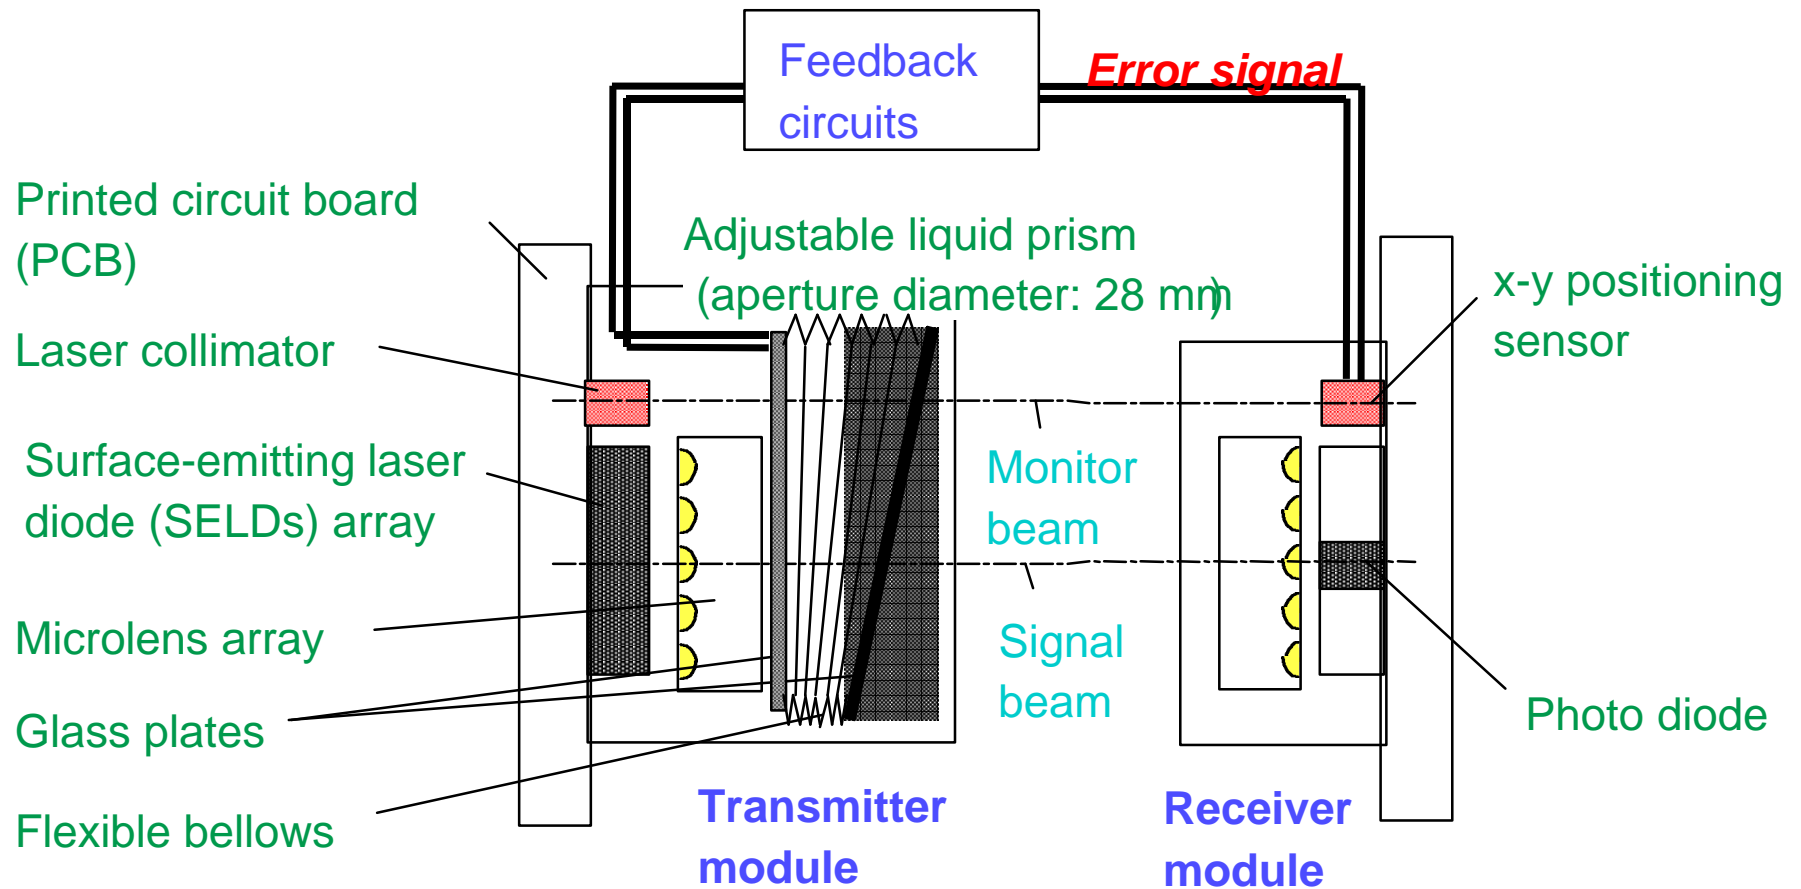 Feedback
circuits
Error signal
Printed circuit board
(PCB)
Adjustable liquid prism
(aperture diameter: 28 mm)
x-y positioning
sensor
Laser collimator
Surface-emitting laser
diode (SELDs) array
Monitor
beam
Microlens array
Signal
beam
Glass plates
Photo diode
Flexible bellows
Transmitter
module
Receiver
module